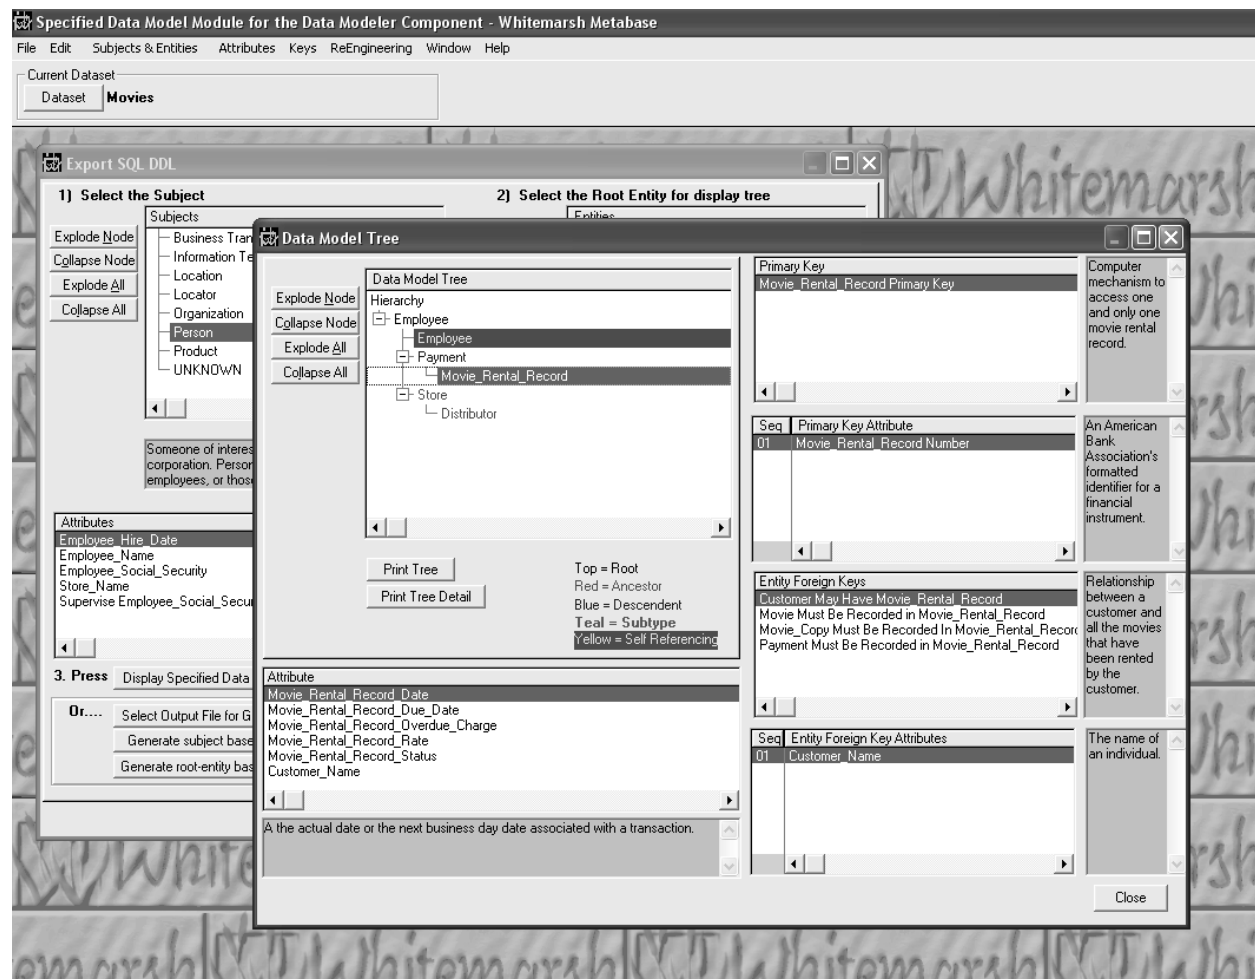 Specified Data Model Module for the Data Modeler Component - Whitemarsh Metabase
File Edit Subjects & Entities Attributes Keys ReEngineering Window Help
Current Dataset
Dataset Movies
Export SQL DDL
1) Select the Subject
2) Select the Root Entity for display tree
Subjects
Entities
Explode Node
Collapse Node
Explode All
Collapse All
Business Tran
Information Te
Location
Locator
Organization
Person
Product
UNKNOWN
Someone of interes
corporation. Person
employees, or those
Attributes
Employee_Hire_Date
Employee_Name
Employee_Social_Security
Store_Name
Supervise Employee_Social_Secur
3. Press Display Specified Data
Or.... Select Output File for G
Generate subject base
Generate root-entity bas
Data Model Tree
Explode Node
Collapse Node
Explode All
Collapse All
Data Model Tree
Hierarchy
Employee
Employee
Payment
Movie_Rental_Record
Store
Distributor
Print Tree
Print Tree Detail
Top = Root
Red = Ancestor
Blue = Descendent
Teal = Subtype
Yellow = Self Referencing
Attribute
Movie_Rental_Record_Date
Movie_Rental_Record_Due_Date
Movie_Rental_Record_Overdue_Charge
Movie_Rental_Record_Rate
Movie_Rental_Record_Status
Customer_Name
A the actual date or the next business day date associated with a transaction.
Primary Key
Movie_Rental_Record Primary Key
Computer
mechanism to
access one
and only one
movie rental
record.
Seq Primary Key Attribute
01 Movie_Rental_Record Number
An American
Bank
Association's
formatted
identifier for a
financial
instrument.
Entity Foreign Keys
Customer May Have Movie_Rental_Record
Movie Must Be Recorded in Movie_Rental_Record
Movie_Copy Must Be Recorded In Movie_Rental_Record
Payment Must Be Recorded in Movie_Rental_Record
Relationship
between a
customer and
all the movies
that have
been rented
by the
customer.
Seq Entity Foreign Key Attributes
01 Customer_Name
The name of
an individual.
Close
Whitemarsh